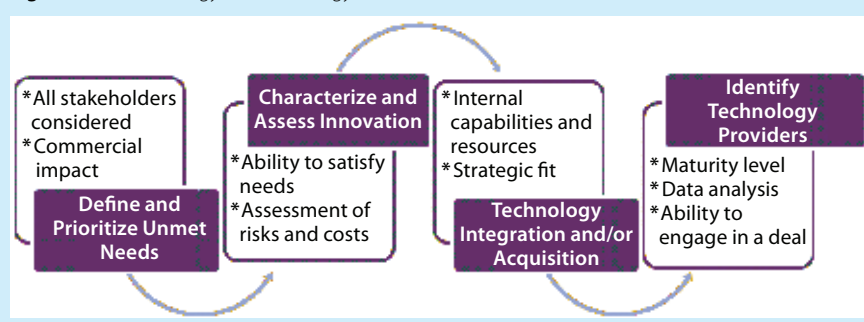 *All stakeholders
considered
*Commercial
impact
Define and
Prioritize Unmet
Needs
Characterize and
Assess Innovation
*Ability to satisfy
needs
*Assessment of
risks and costs
*Internal
capabilities and
resources
*Strategic fit
Technology
Integration and/or
Acquisition
Identify
Technology
Providers
*Maturity level
*Data analysis
*Ability to
engage in a deal